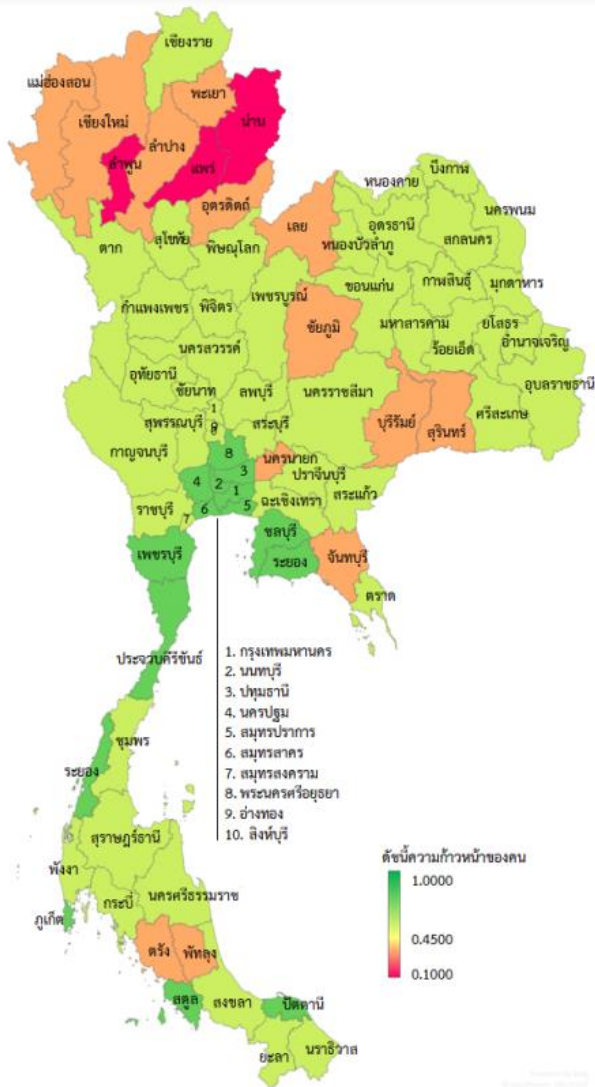 เชียงราย
แม่ฮ่องสอน
พะเยา
เชียงใหม่
น่าน
ลำปาง
ลำพูน
แพร่
อุตรดิตถ์
บึงกาฬ
หนองคาย
เลย
อุดรธานี
นครพนม
หนองบัวลำภู
สกลนคร
ตาก
สุโขทัย
พิษณุโลก
ขอนแก่น
กาฬสินธุ์
มุกดาหาร
เพชรบูรณ์
กำแพงเพชร
พิจิตร
ชัยภูมิ
มหาสารคาม
ยโสธร
ร้อยเอ็ด
อำนาจเจริญ
นครสวรรค์
อุทัยธานี
ชัยนาท
ลพบุรี
นครราชสีมา
อุบลราชธานี
1
สุพรรณบุรี
9
สระบุรี
บุรีรัมย์
สุรินทร์
ศรีสะเกษ
กาญจนบุรี
8
นครนายก
3
ปราจีนบุรี
4
2
1
สระแก้ว
ราชบุรี
7
6
5
ฉะเชิงเทรา
ชลบุรี
เพชรบุรี
ระยอง
จันทบุรี
ตราด
ประจวบคีรีขันธ์
1. กรุงเทพมหานคร
2. นนทบุรี
3. ปทุมธานี
4. นครปฐม
5. สมุทรปราการ
6. สมุทรสาคร
7. สมุทรสงคราม
8. พระนครศรีอยุธยา
9. อ่างทอง
10. สิงห์บุรี
ชุมพร
ระยอง
สุราษฎร์ธานี
พังงา
กระบี่
นครศรีธรรมราช
ภูเก็ต
ตรัง
พัทลุง
สตูล
สงขลา
ปัตตานี
ยะลา
นราธิวาส
ดัชนีความก้าวหน้าของคน
1.0000
0.4500
0.1000